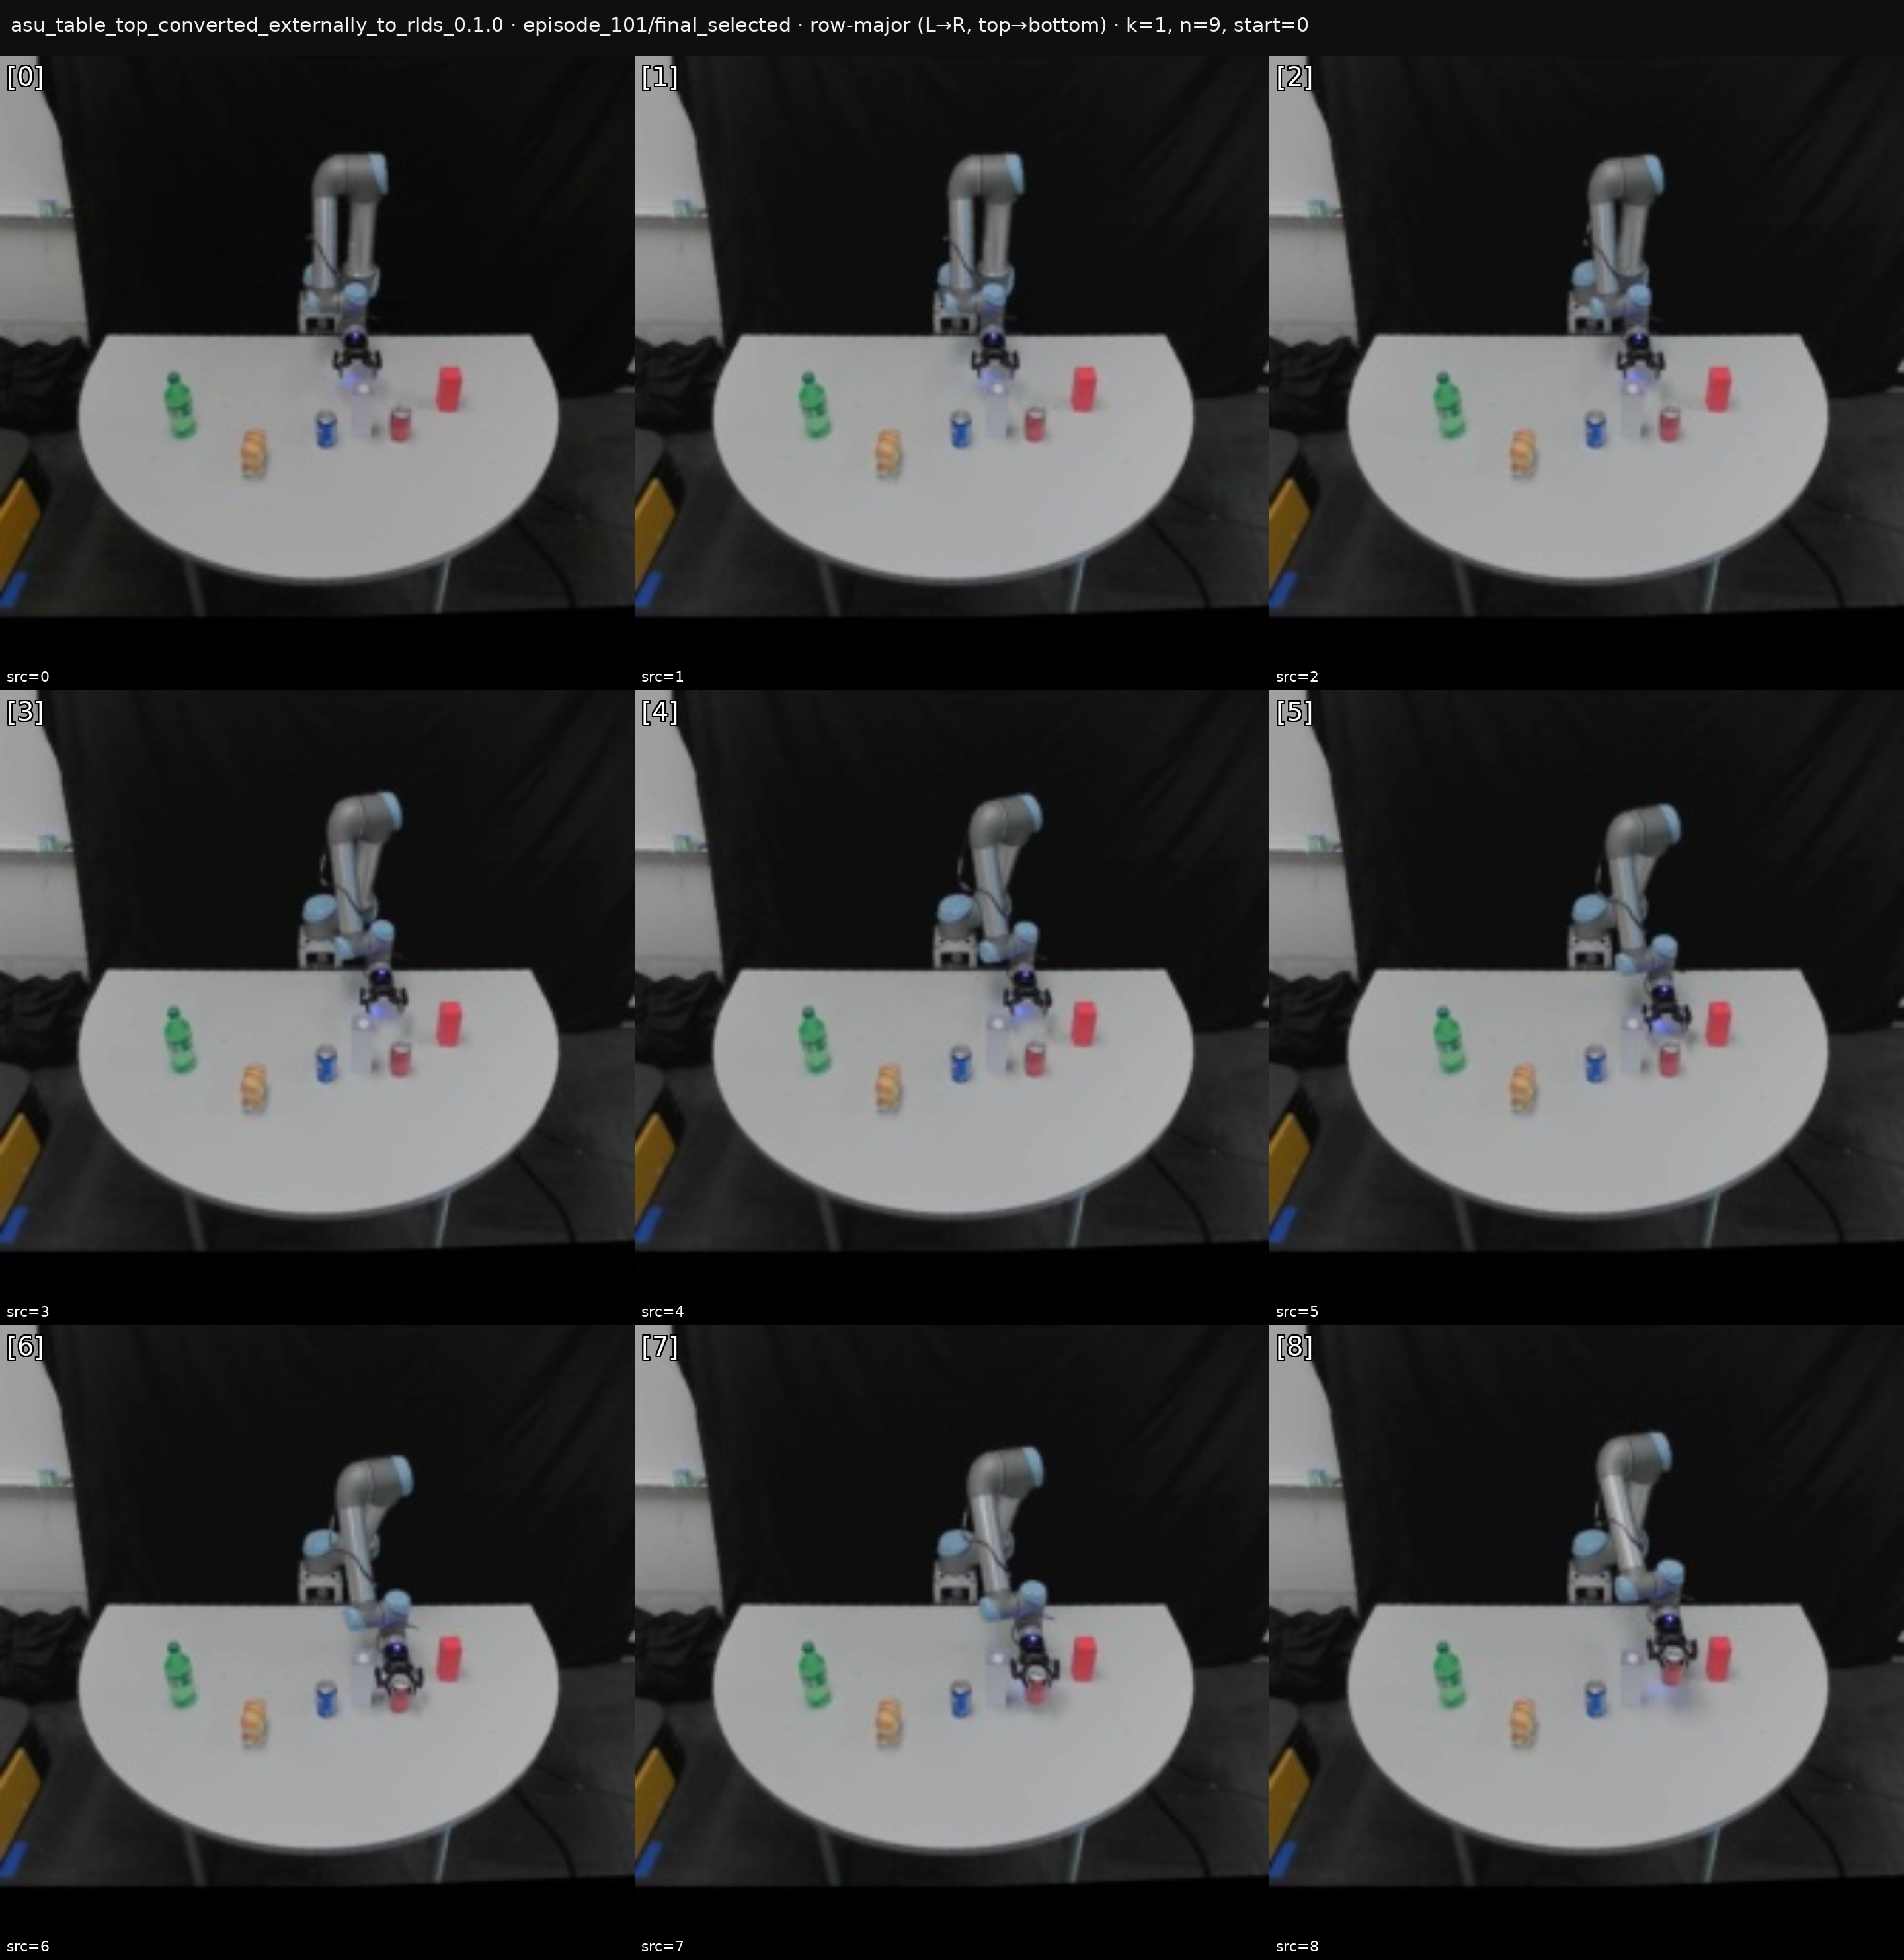 asu_table_top_converted_externally_to_rlds_0.1.0 · episode_101/final_selected · row-major (L→R, top→bottom) · k=1, n=9, start=0
[0]
[1]
[2]
src=0
src=1
src=2
[3]
[4]
[5]
src=3
src=4
src=5
[6]
[7]
[8]
src=6
src=7
src=8